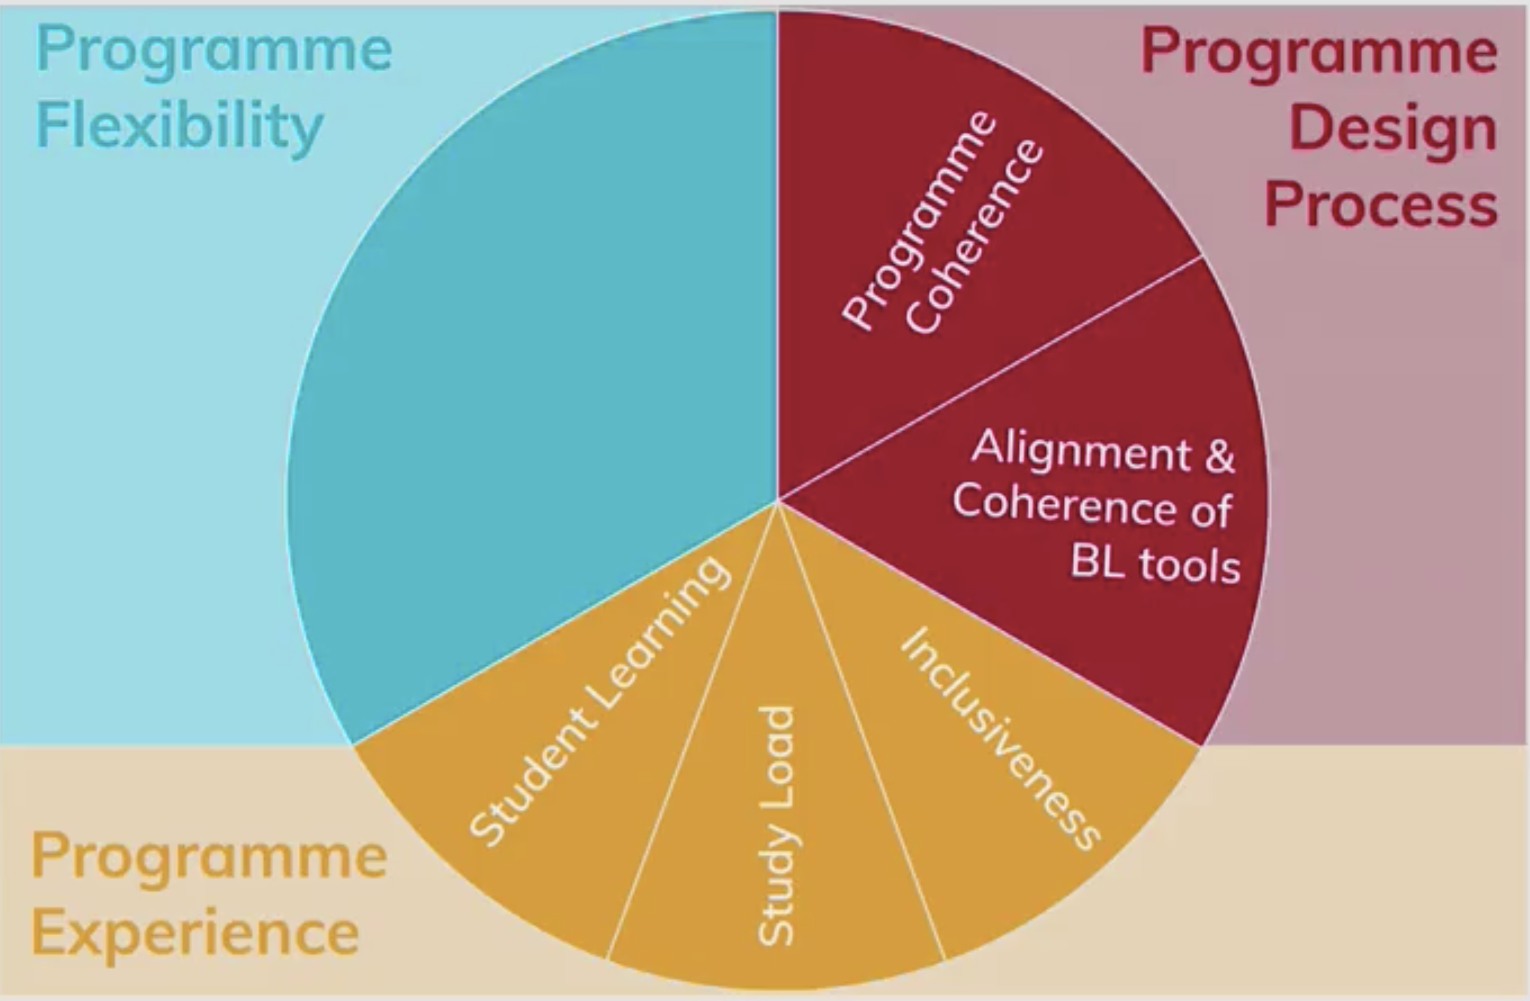 Programme
Flexibility
Programme
Design
Process
Programme
Coherence
Alignment &
Coherence of
BL tools
Inclusiveness
Study Load
Student Learning
Programme
Experience